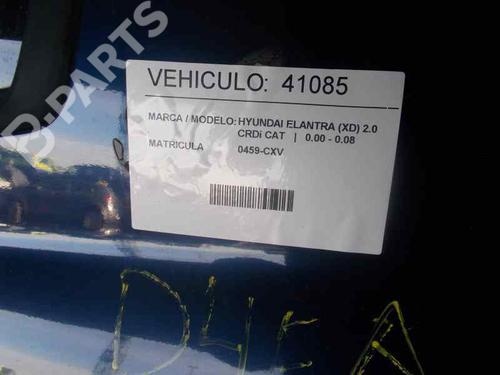 VEHICULO: 41085
MARCA / MODELO: HYUNDAI ELANTRA (XD) 2.0
CRDi CAT | 0.00 - 0.08
MATRICULA 0459-CXV
B-PARTS
D4EA